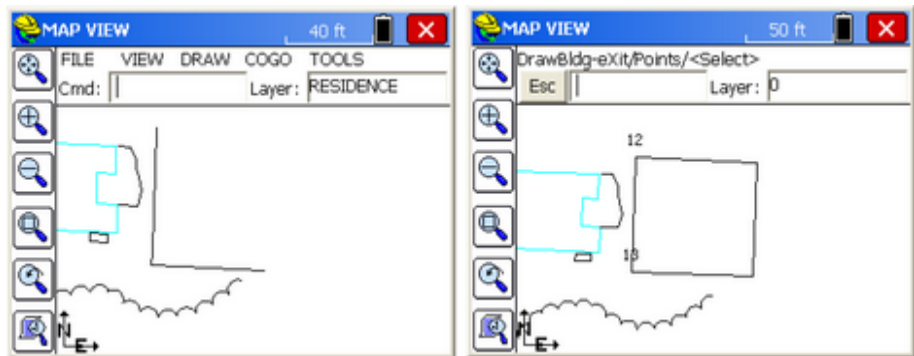 MAP VIEW 40 ft
FILE VIEW DRAW COGO TOOLS
Cmd: Layer: RESIDENCE
N
E
MAP VIEW 50 ft
DrawBldg-eXit/Points/<Select>
Esc Layer: 0
12
13
N
E